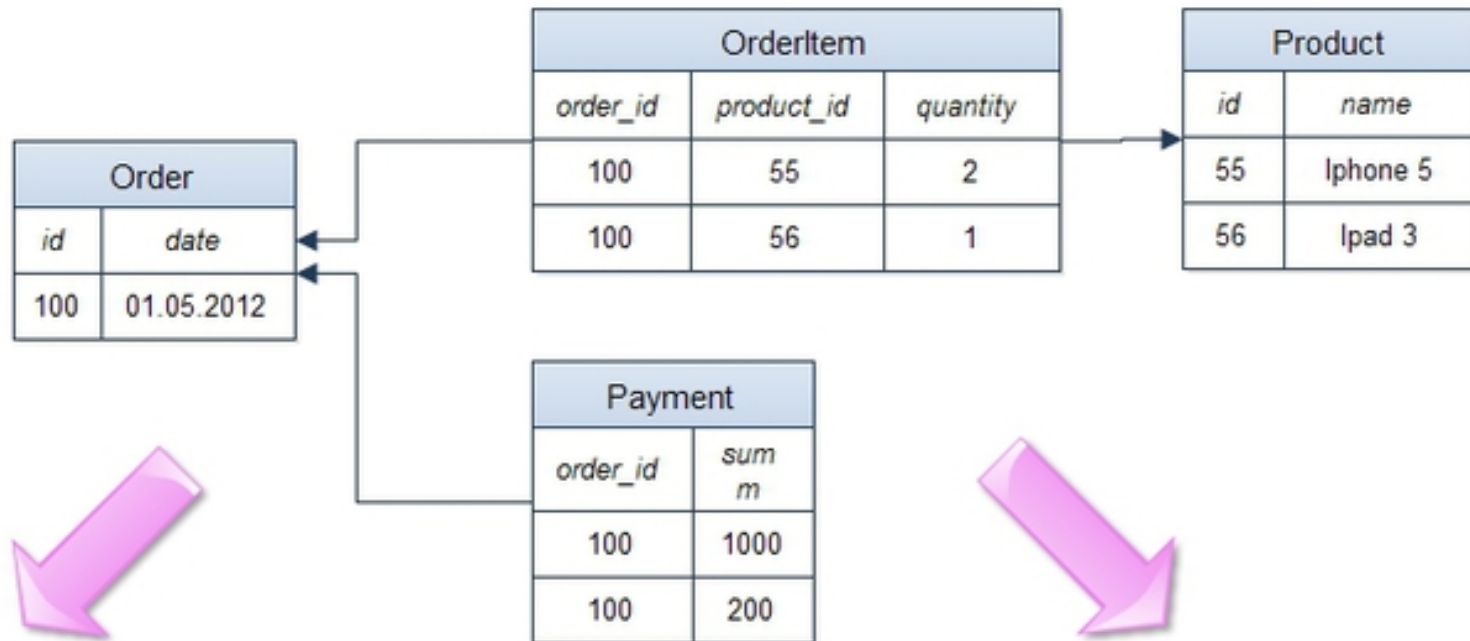 OrderItem
order_id product_id quantity
100 55 2
100 56 1
Product
id name
55 Iphone 5
56 Ipad 3
Order
id date
100 01.05.2012
Payment
order_id sum
m
100 1000
100 200